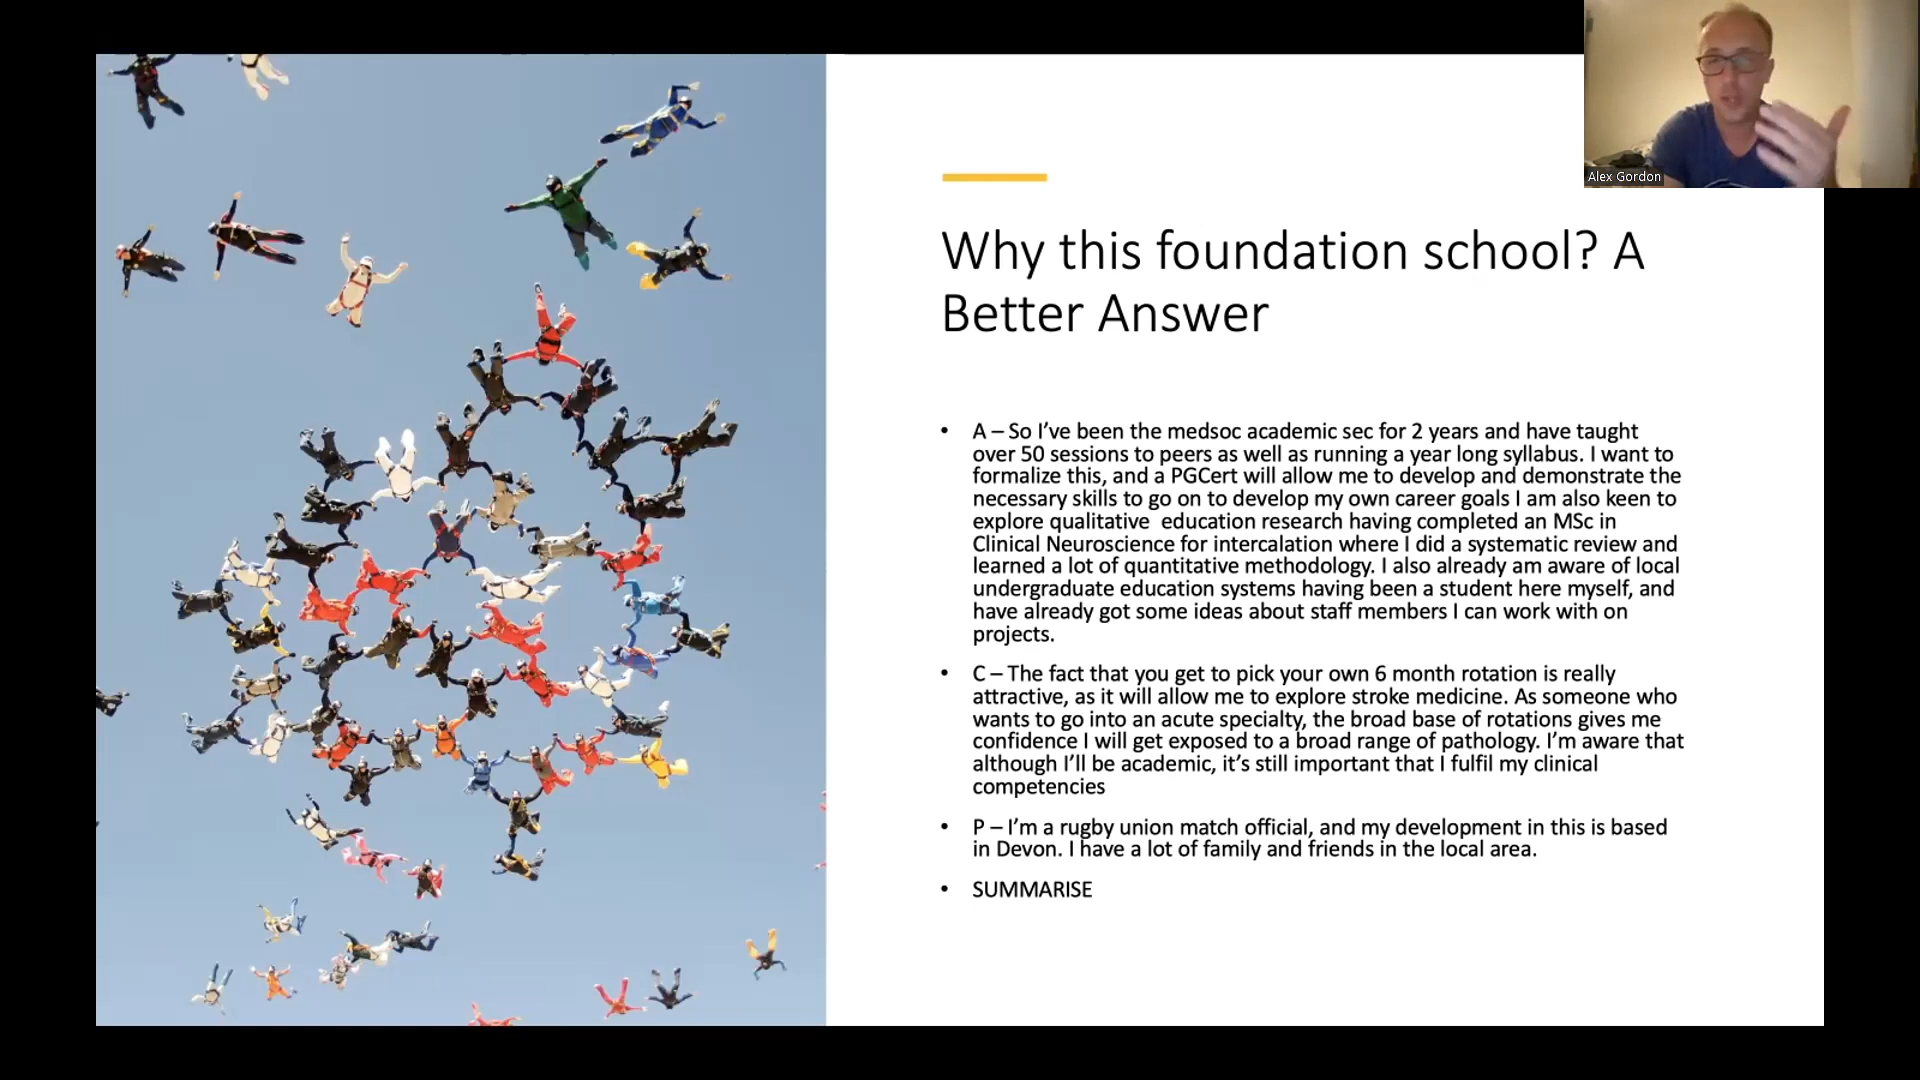 Alex Gordon
Why this foundation school? A
Better Answer
• A – So I've been the medsoc academic sec for 2 years and have taught
over 50 sessions to peers as well as running a year long syllabus. I want to
formalize this, and a PGCert will allow me to develop and demonstrate the
necessary skills to go on to develop my own career goals I am also keen to
explore qualitative  education research having completed an MSc in
Clinical Neuroscience for intercalation where I did a systematic review and
learned a lot of quantitative methodology. I also already am aware of local
undergraduate education systems having been a student here myself, and
have already got some ideas about staff members I can work with on
projects.
• C – The fact that you get to pick your own 6 month rotation is really
attractive, as it will allow me to explore stroke medicine. As someone who
wants to go into an acute specialty, the broad base of rotations gives me
confidence I will get exposed to a broad range of pathology. I'm aware that
although I'll be academic, it's still important that I fulfil my clinical
competencies
• P – I'm a rugby union match official, and my development in this is based
in Devon. I have a lot of family and friends in the local area.
• SUMMARISE